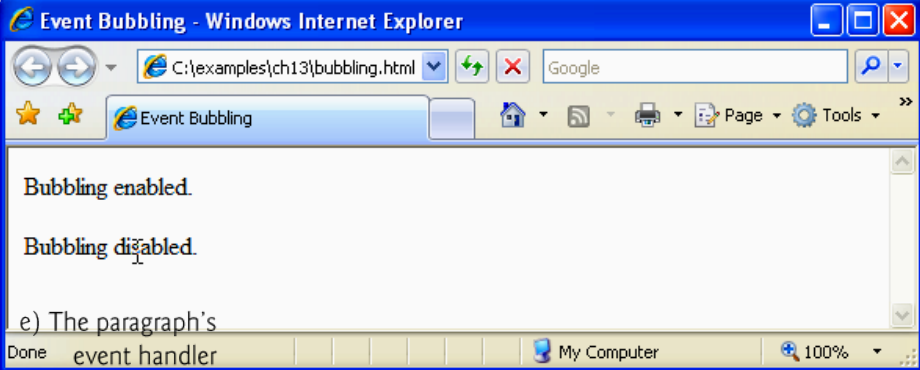 Event Bubbling - Windows Internet Explorer
C:\examples\ch13\bubbling.html
Google
Event Bubbling
Page
Tools
»
Bubbling enabled.
Bubbling disabled.
e) The paragraph's
event handler
Done
My Computer
100%